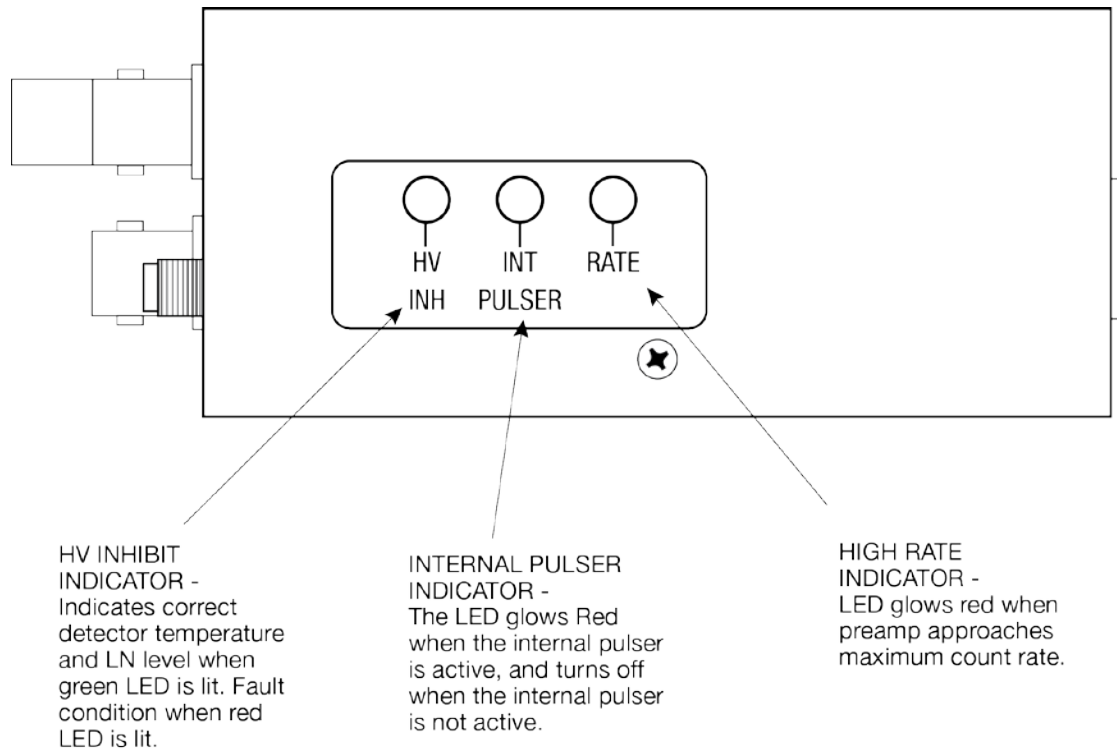 HV
INH
INT
PULSER
RATE
HV INHIBIT
INDICATOR -
Indicates correct
detector temperature
and LN level when
green LED is lit. Fault
condition when red
LED is lit.
INTERNAL PULSER
INDICATOR -
The LED glows Red
when the internal pulser
is active, and turns off
when the internal pulser
is not active.
HIGH RATE
INDICATOR -
LED glows red when
preamp approaches
maximum count rate.